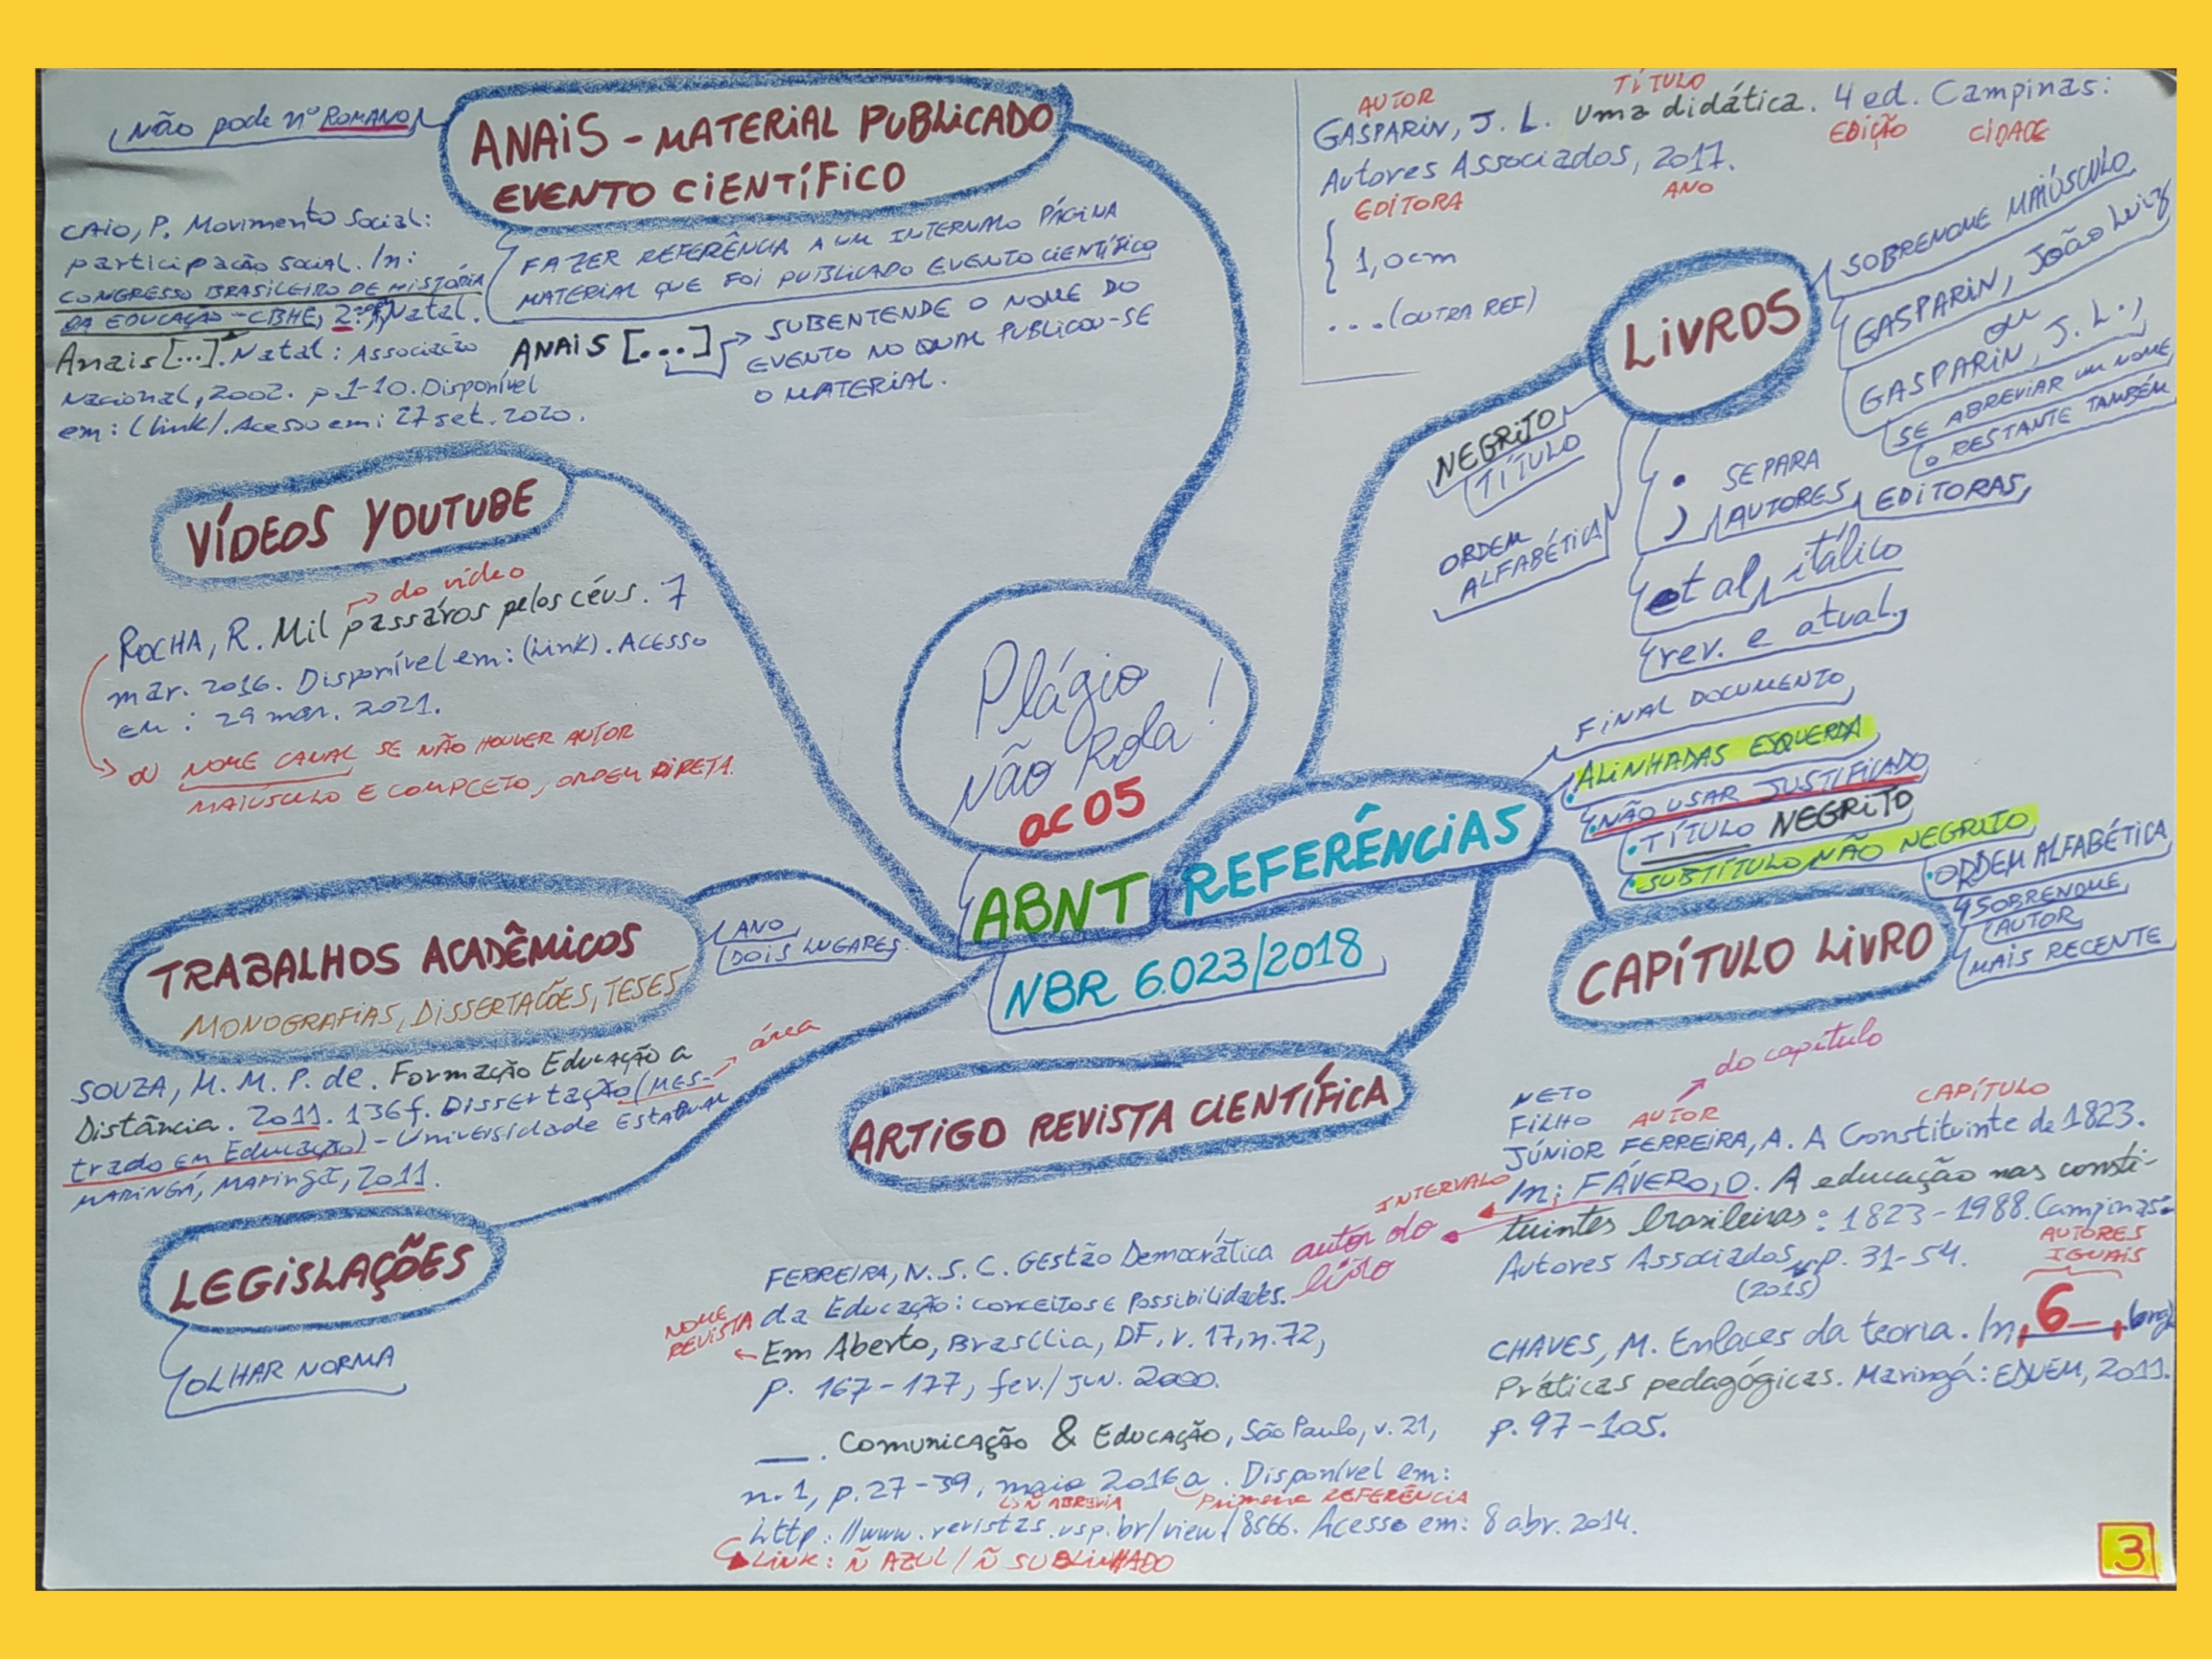 Não pode nº ROMANO
ANAIS - MATERIAL PUBLICADO
EVENTO CIENTÍFICO
FAZER REFERÊNCIA A UM INTERVALO PÁGINA
MATERIAL QUE FOI PUBLICADO EVENTO CIENTÍFICO
ANAIS [...]
SUBENTENDE O NOME DO
EVENTO NO QUAL PUBLICOU-SE
O MATERIAL.
CAIO, P. Movimento Social:
participação social. In:
CONGRESSO BRASILEIRO DE HISTÓRIA
DA EDUCAÇÃO - CBHE, 2., Natal.
Anais [...]. Natal: Associação
Nacional, 2002. p.1-10. Disponível
em: (link). Acesso em: 27 set. 2020.
AUTOR TÍTULO
GASPARIN, J. L. Uma didática. 4 ed. Campinas:
EDIÇÃO CIDADE
Autores Associados, 2017.
EDITORA ANO
1,0cm
...(OUTRA REF)
LIVROS
SOBRENOME MAIÚSCULO
GASPARIN, João Luiz
ou
GASPARIN, J. L.,
SE ABREVIAR UM NOME
O RESTANTE TAMBÉM
NEGRITO
TÍTULO
ORDEM
ALFABÉTICA
; SEPARA
AUTORES, EDITORAS,
et al, itálico
rev. e atual.,
VÍDEOS YOUTUBE
do vídeo
ROCHA, R. Mil passáros pelos céus. 7
mar. 2016. Disponível em: (Link). Acesso
em: 29 mar. 2021.
OU NOME CANAL SE NÃO HOUVER AUTOR
MAIÚSCULO E COMPLETO, ORDEM DIRETA.
Plágio
não Rola!
ac 05
ABNT REFERÊNCIAS
NBR 6.023/2018
FINAL DOCUMENTO
• ALINHADAS ESQUERDA
• NÃO USAR JUSTIFICADO
• TÍTULO NEGRITO
• SUBTÍTULO NÃO NEGRITO
• ORDEM ALFABÉTICA
SOBRENOME
AUTOR
MAIS RECENTE
TRABALHOS ACADÊMICOS
MONOGRAFIAS, DISSERTAÇÕES, TESES
ANO
DOIS LUGARES.
área
SOUZA, M. M. P. de. Formação Educação a
Distância. 2011. 136f. Dissertação (MES-
trado em Educação) - Universidade Estadual
MARINGÁ, Maringá, 2011.
LEGISLAÇÕES
OLHAR NORMA
ARTIGO REVISTA CIENTÍFICA
FERREIRA, N. S. C. Gestão Democrática
da Educação: conceitos e Possibilidades.
NOME
REVISTA
Em Aberto, Brasília, DF, v. 17, n.72,
p. 167-177, fev./jun. 2000.
__. Comunicação & Educação, São Paulo, v. 21,
n. 1, p. 27-39, maio 2016a. Disponível em:
Ñ ABREVIA Primeira REFERÊNCIA
http://www.revistas.usp.br/view/8566. Acesso em: 8 abr. 2014.
LINK: Ñ AZUL / Ñ SUBLINHADO
CAPÍTULO LIVRO
do capítulo
NETO
FILHO AUTOR CAPÍTULO
JÚNIOR FERREIRA, A. A Constituinte de 1823.
In: FÁVERO, O. A educação nas consti-
tuintes brasileiras: 1823-1988. Campinas:
Autores Associados, p. 31-54.
(2015)
INTERVALO
autor do
livro
AUTORES
IGUAIS
6
CHAVES, M. Enlaces da teoria. In, __, (org)
Práticas pedagógicas. Maringá: EDUEM, 2011.
p. 97-105.
3